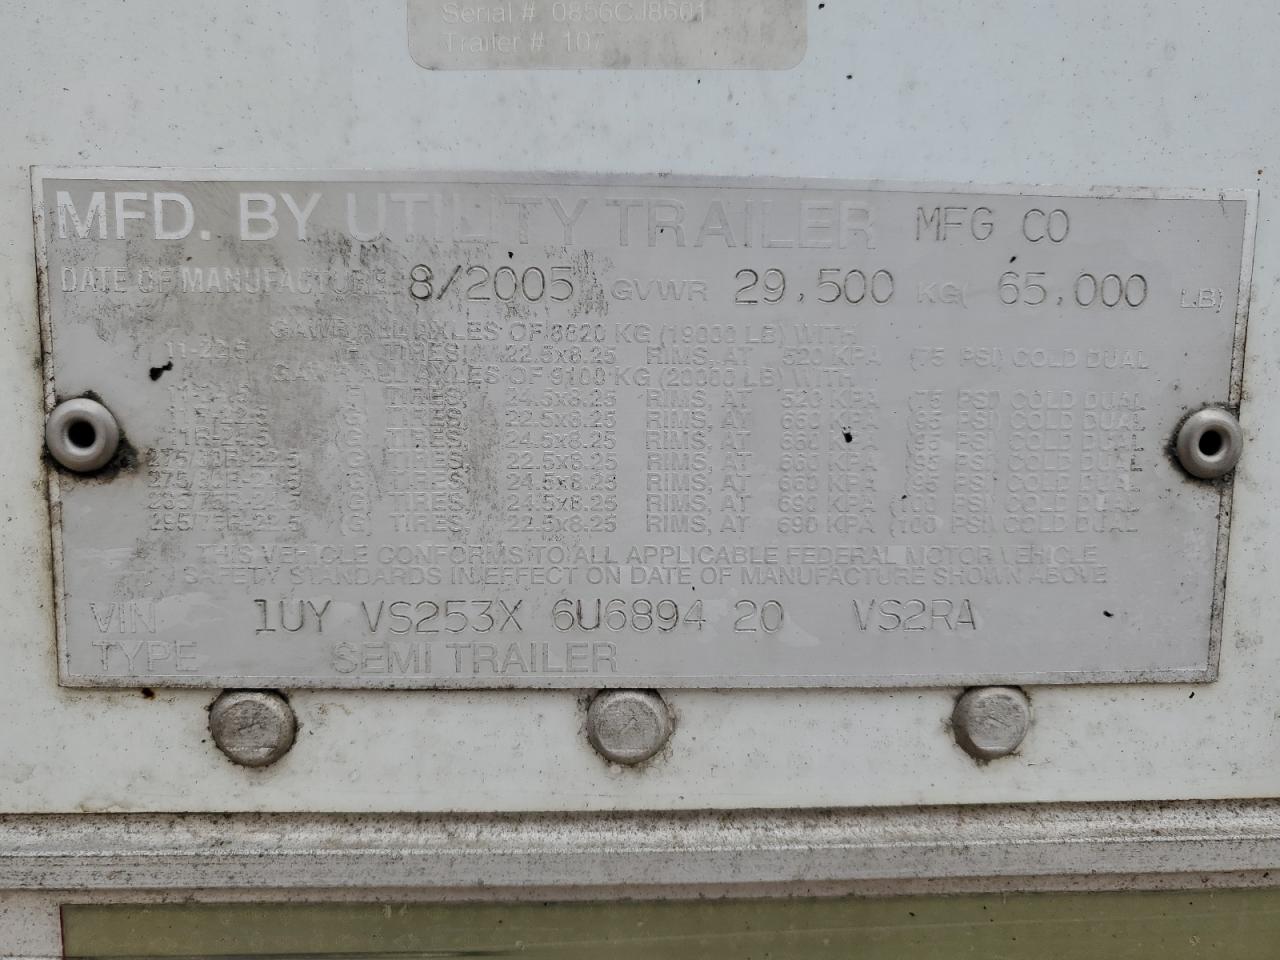 Serial # 0856CJ8601
Trailer # 107
MFD. BY UTILITY TRAILER MFG CO
DATE OF MANUFACTURE 8/2005 GVWR 29,500 KG( 65,000 LB)
GAWR ALL AXLES OF 8620 KG (19000 LB) WITH
11-22.5 TIRES, 22.5x8.25 RIMS, AT 520 KPA (75 PSI) COLD DUAL
GAWR ALL AXLES OF 9100 KG (20000 LB) WITH
TIRES, 24.5x8.25 RIMS, AT 520 KPA (75 PSI) COLD DUAL
(G) TIRES, 22.5x8.25 RIMS, AT 660 KPA (95 PSI) COLD DUAL
11R-24.5 (G) TIRES, 24.5x8.25 RIMS, AT 660 KPA (95 PSI) COLD DUAL
275/80R-22.5 (G) TIRES, 22.5x8.25 RIMS, AT 660 KPA (95 PSI) COLD DUAL
275/80R-24.5 (G) TIRES, 24.5x8.25 RIMS, AT 660 KPA (95 PSI) COLD DUAL
285/75R-24.5 (G) TIRES, 24.5x8.25 RIMS, AT 690 KPA (100 PSI) COLD DUAL
295/75R-22.5 (G) TIRES, 22.5x8.25 RIMS, AT 690 KPA (100 PSI) COLD DUAL
THIS VEHICLE CONFORMS TO ALL APPLICABLE FEDERAL MOTOR VEHICLE
SAFETY STANDARDS IN EFFECT ON DATE OF MANUFACTURE SHOWN ABOVE
VIN 1UY VS253X 6U6894 20 VS2RA
TYPE SEMI TRAILER